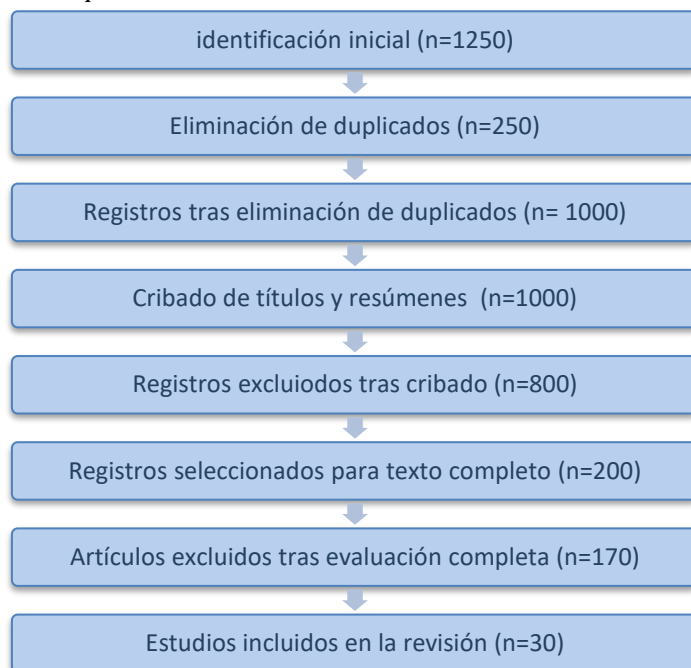 identificación inicial (n=1250)
Eliminación de duplicados (n=250)
Registros tras eliminación de duplicados (n= 1000)
Cribado de títulos y resúmenes (n=1000)
Registros excluiodos tras cribado (n=800)
Registros seleccionados para texto completo (n=200)
Artículos excluidos tras evaluación completa (n=170)
Estudios incluidos en la revisión (n=30)